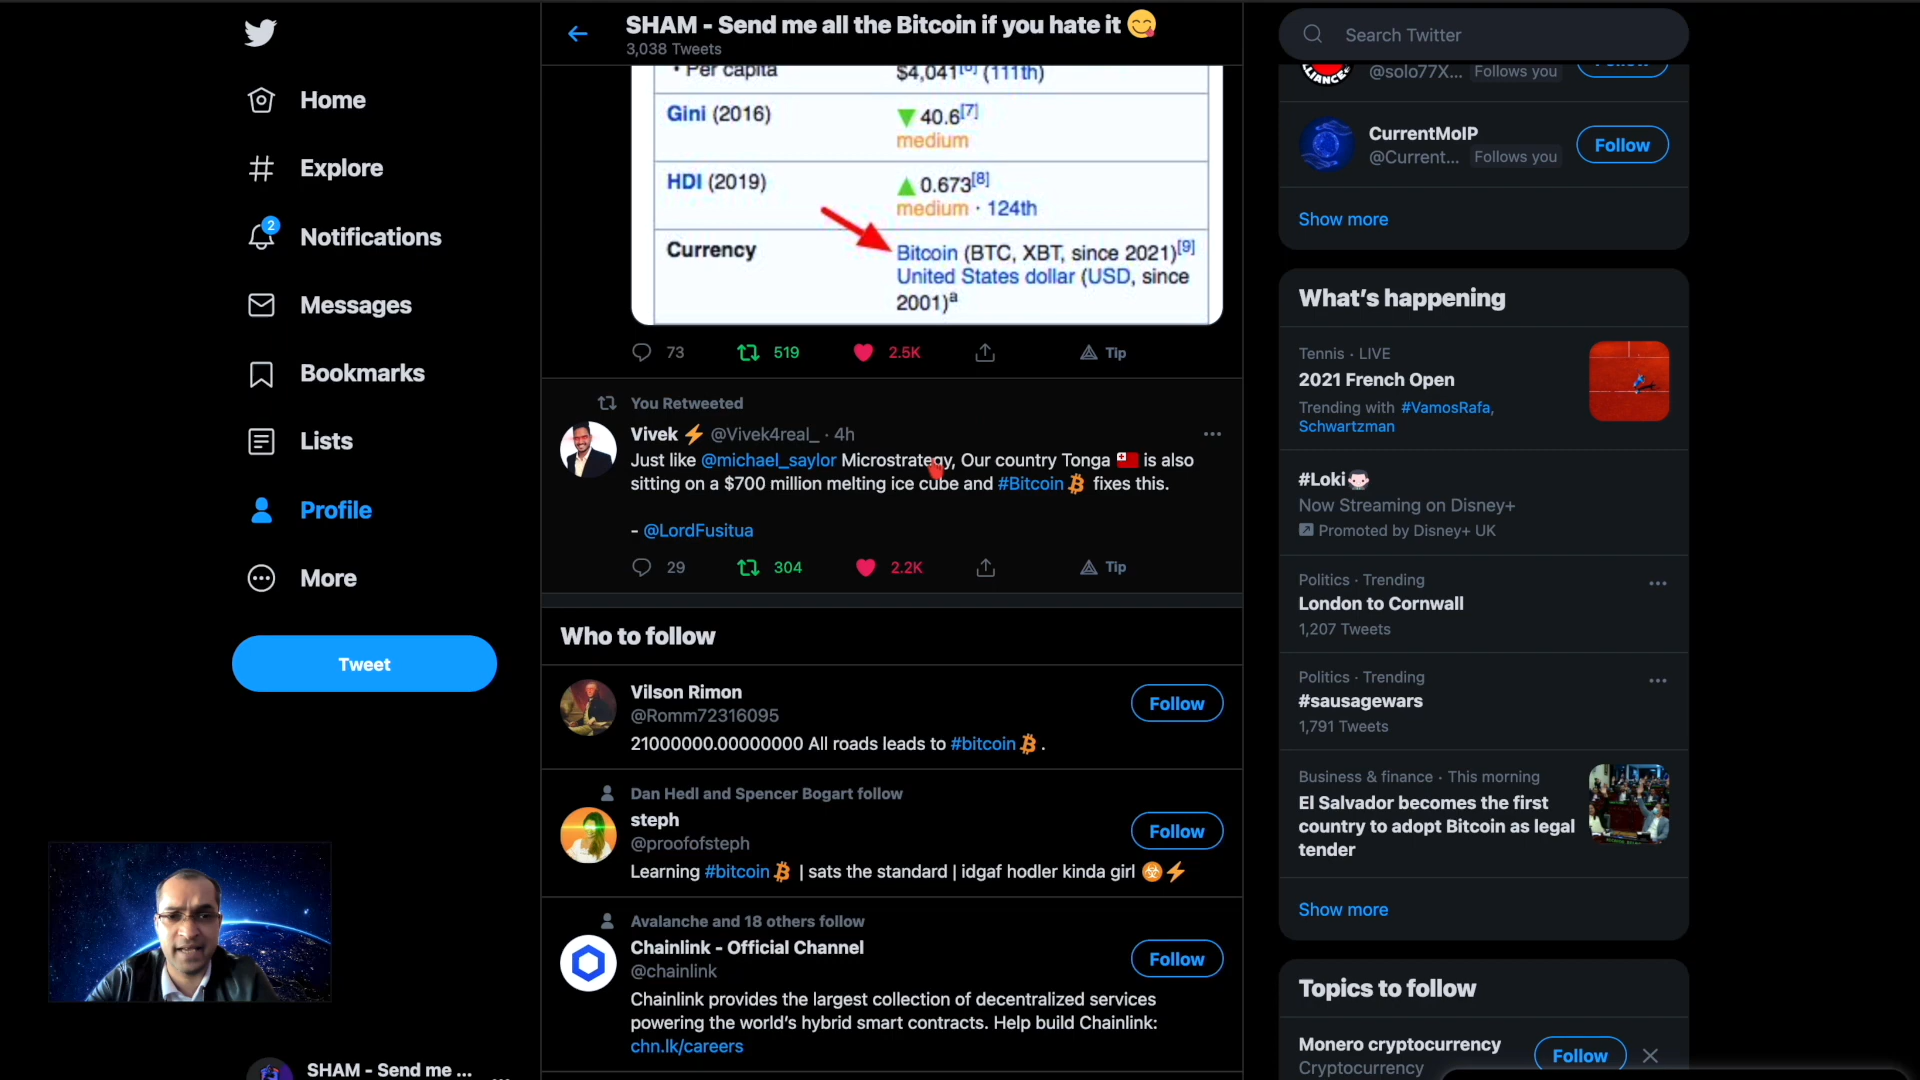 Home
Explore
2
Notifications
Messages
Bookmarks
Lists
Profile
More
Tweet
SHAM - Send me ...
SHAM - Send me all the Bitcoin if you hate it 😋
3,038 Tweets
• Per capita $4,041[6] (111th)
Gini (2016) ▼ 40.6[7]
medium
HDI (2019) ▲ 0.673[8]
medium · 124th
Currency Bitcoin (BTC, XBT, since 2021)[9]
United States dollar (USD, since
2001)a
73 519 2.5K Tip
You Retweeted
Vivek ⚡ @Vivek4real_ · 4h
Just like @michael_saylor Microstrategy, Our country Tonga 🇹🇴 is also
sitting on a $700 million melting ice cube and #Bitcoin fixes this.
- @LordFusitua
29 304 2.2K Tip
Who to follow
Vilson Rimon
@Romm72316095
Follow
21000000.00000000 All roads leads to #bitcoin .
Dan Hedl and Spencer Bogart follow
steph
@proofofsteph
Follow
Learning #bitcoin | sats the standard | idgaf hodler kinda girl ☣⚡
Avalanche and 18 others follow
Chainlink - Official Channel
@chainlink
Follow
Chainlink provides the largest collection of decentralized services
powering the world's hybrid smart contracts. Help build Chainlink:
chn.lk/careers
Search Twitter
@solo77X... Follows you
CurrentMoIP
@Current... Follows you
Follow
Show more
What's happening
Tennis · LIVE
2021 French Open
Trending with #VamosRafa,
Schwartzman
#Loki
Now Streaming on Disney+
Promoted by Disney+ UK
Politics · Trending
London to Cornwall
1,207 Tweets
Politics · Trending
#sausagewars
1,791 Tweets
Business & finance · This morning
El Salvador becomes the first
country to adopt Bitcoin as legal
tender
Show more
Topics to follow
Monero cryptocurrency
Cryptocurrency
Follow